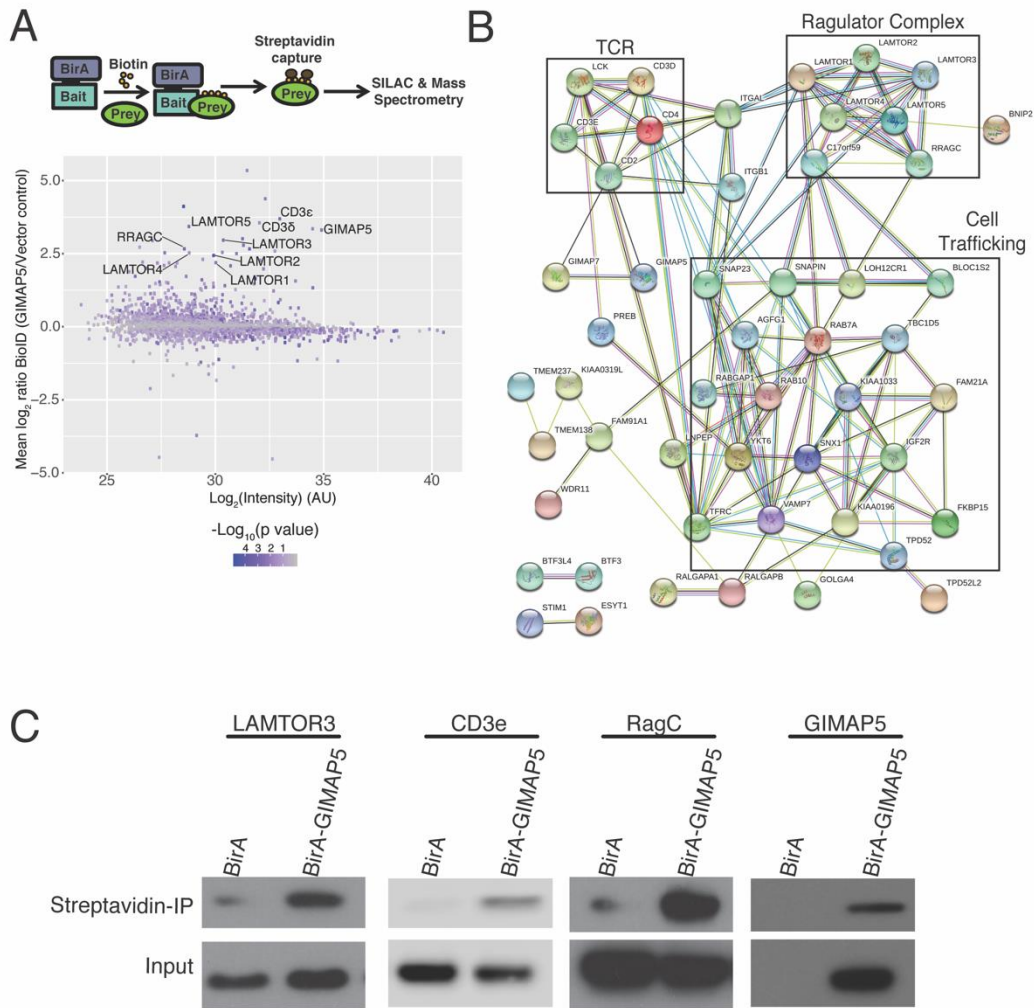 A
BirA
Bait
Biotin
Prey
BirA
Bait
Prey
Streptavidin
capture
Prey
SILAC & Mass
Spectrometry
Mean log2 ratio BioID (GIMAP5/Vector control)
5.0
2.5
0.0
−2.5
−5.0
LAMTOR5
CD3ε
CD3δ
GIMAP5
RRAGC
LAMTOR3
LAMTOR2
LAMTOR4
LAMTOR1
25
30
35
40
Log2(Intensity) (AU)
-Log10(p value)
4 3 2 1
B
TCR
Ragulator Complex
LCK
CD3D
CD3E
CD4
CD2
ITGAL
ITGB1
LAMTOR1
LAMTOR2
LAMTOR3
LAMTOR4
LAMTOR5
C17orf59
RRAGC
BNIP2
Cell
Trafficking
GIMAP7
GIMAP5
SNAP23
SNAPIN
LOH12CR1
BLOC1S2
PREB
AGFG1
RAB7A
TBC1D5
TMEM237
KIAA0319L
RABGAP1
RAB10
KIAA1033
FAM21A
TMEM138
FAM91A1
LNPEP
YKT6
SNX1
IGF2R
WDR11
TFRC
VAMP7
KIAA0196
FKBP15
TPD52
BTF3L4
BTF3
RALGAPA1
RALGAPB
GOLGA4
TPD52L2
STIM1
ESYT1
C
LAMTOR3
CD3e
RagC
GIMAP5
BirA
BirA-GIMAP5
BirA
BirA-GIMAP5
BirA
BirA-GIMAP5
BirA
BirA-GIMAP5
Streptavidin-IP
Input